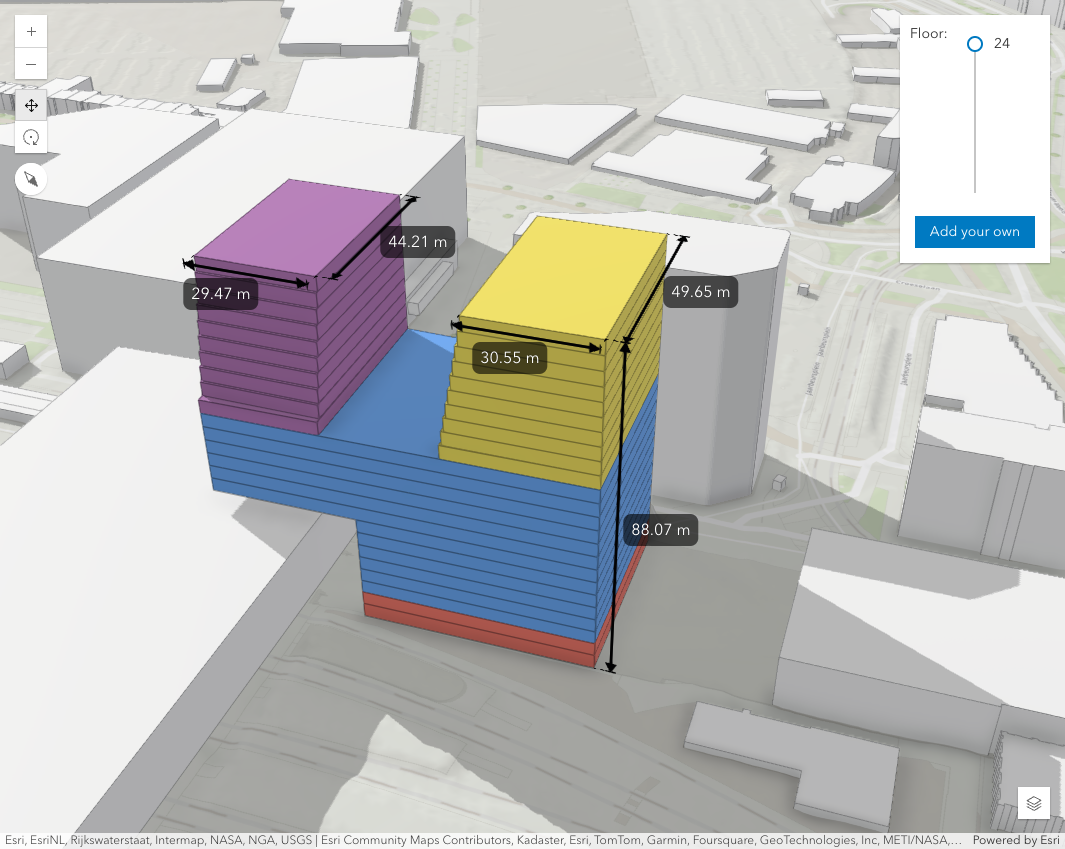 Floor:
24
Add your own
44.21 m
29.47 m
49.65 m
30.55 m
88.07 m
Esri, EsriNL, Rijkswaterstaat, Intermap, NASA, NGA, USGS | Esri Community Maps Contributors, Kadaster, Esri, TomTom, Garmin, Foursquare, GeoTechnologies, Inc, METI/NASA,…
Powered by Esri